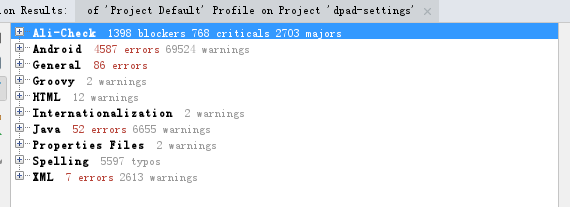 on Results: of 'Project Default' Profile on Project 'dpad-settings' ×
Ali-Check 1398 blockers 768 criticals 2703 majors
Android 4587 errors 69524 warnings
General 86 errors
Groovy 2 warnings
HTML 12 warnings
Internationalization 2 warnings
Java 52 errors 6655 warnings
Properties Files 2 warnings
Spelling 5597 typos
XML 7 errors 2613 warnings